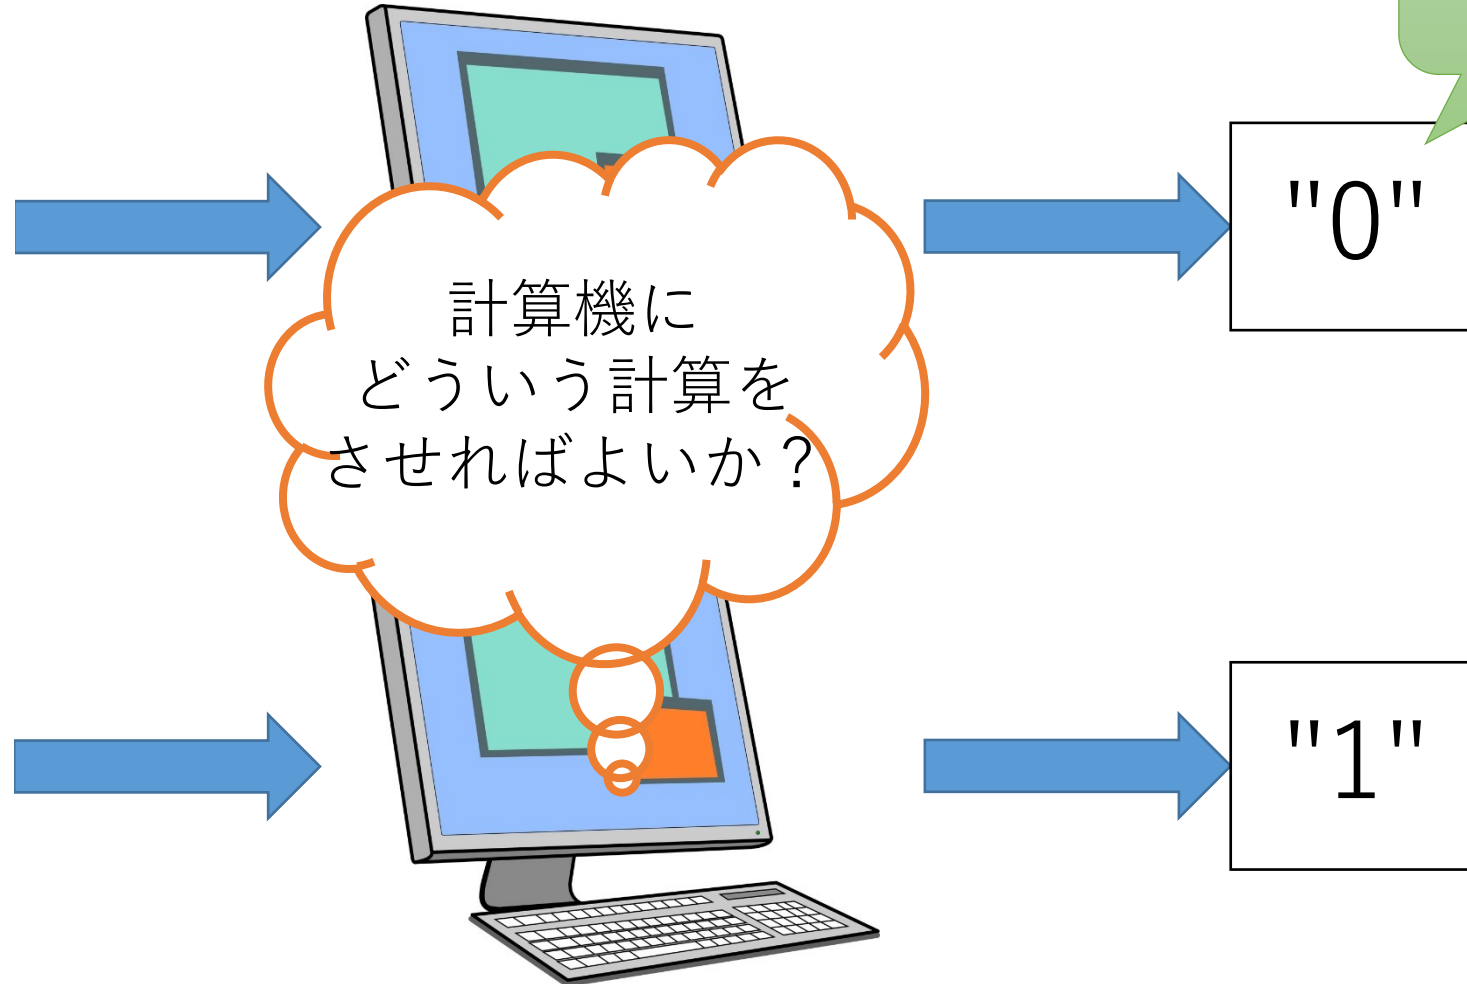 計算機に
どういう計算を
させればよいか？
"0"
"1"